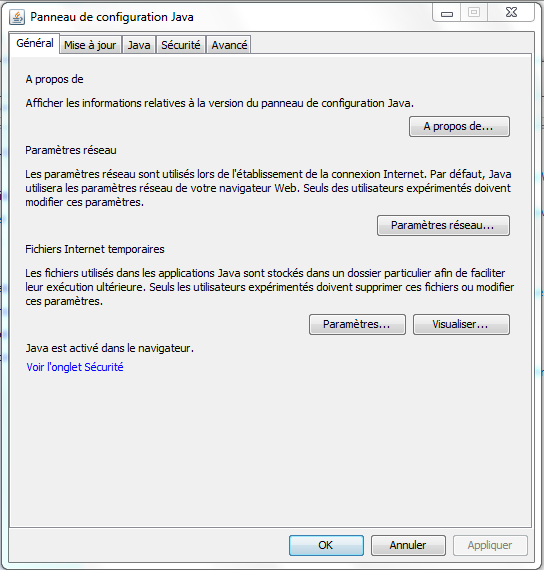 Panneau de configuration Java
Général Mise à jour Java Sécurité Avancé
A propos de
Afficher les informations relatives à la version du panneau de configuration Java.
A propos de...
Paramètres réseau
Les paramètres réseau sont utilisés lors de l'établissement de la connexion Internet. Par défaut, Java
utilisera les paramètres réseau de votre navigateur Web. Seuls des utilisateurs expérimentés doivent
modifier ces paramètres.
Paramètres réseau...
Fichiers Internet temporaires
Les fichiers utilisés dans les applications Java sont stockés dans un dossier particulier afin de faciliter
leur exécution ultérieure. Seuls les utilisateurs expérimentés doivent supprimer ces fichiers ou modifier
ces paramètres.
Paramètres... Visualiser...
Java est activé dans le navigateur.
Voir l'onglet Sécurité
OK Annuler Appliquer